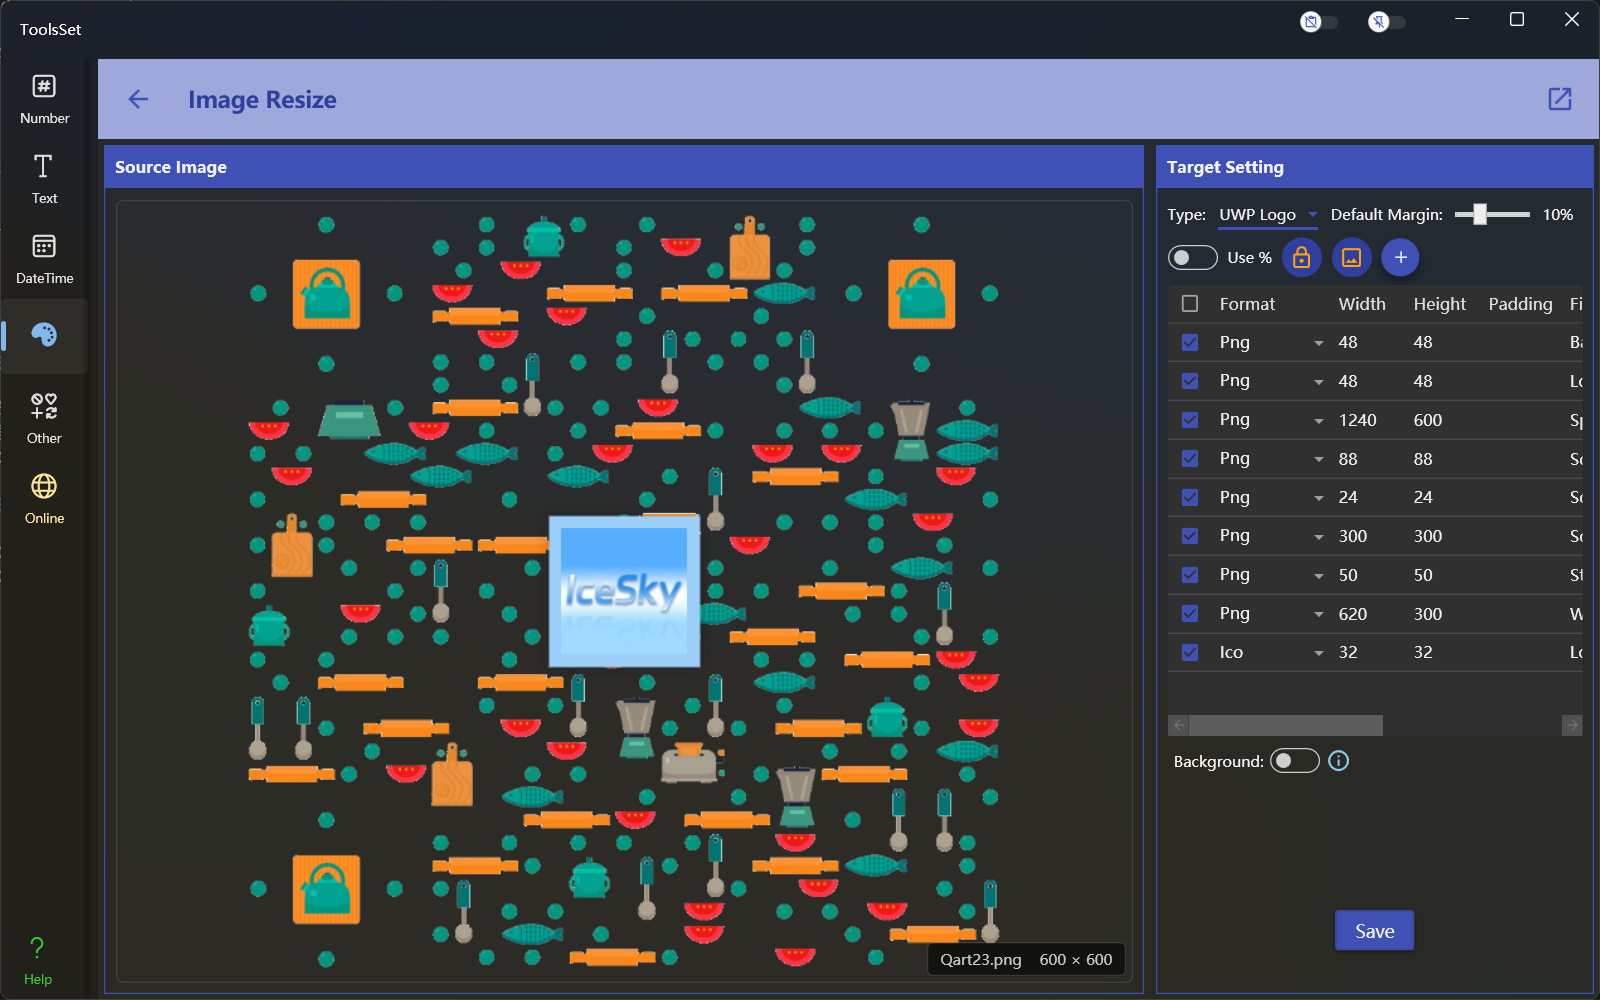 ToolsSet
Number
Text
DateTime
Other
Online
Help
Image Resize
Source Image
IceSky
Qart23.png 600 × 600
Target Setting
Type: UWP Logo Default Margin: 10%
Use %
Format Width Height Padding Fi
Png 48 48 Ba
Png 48 48 Lo
Png 1240 600 Sp
Png 88 88 Sq
Png 24 24 Sq
Png 300 300 Sq
Png 50 50 St
Png 620 300 W
Ico 32 32 Lo
Background:
Save